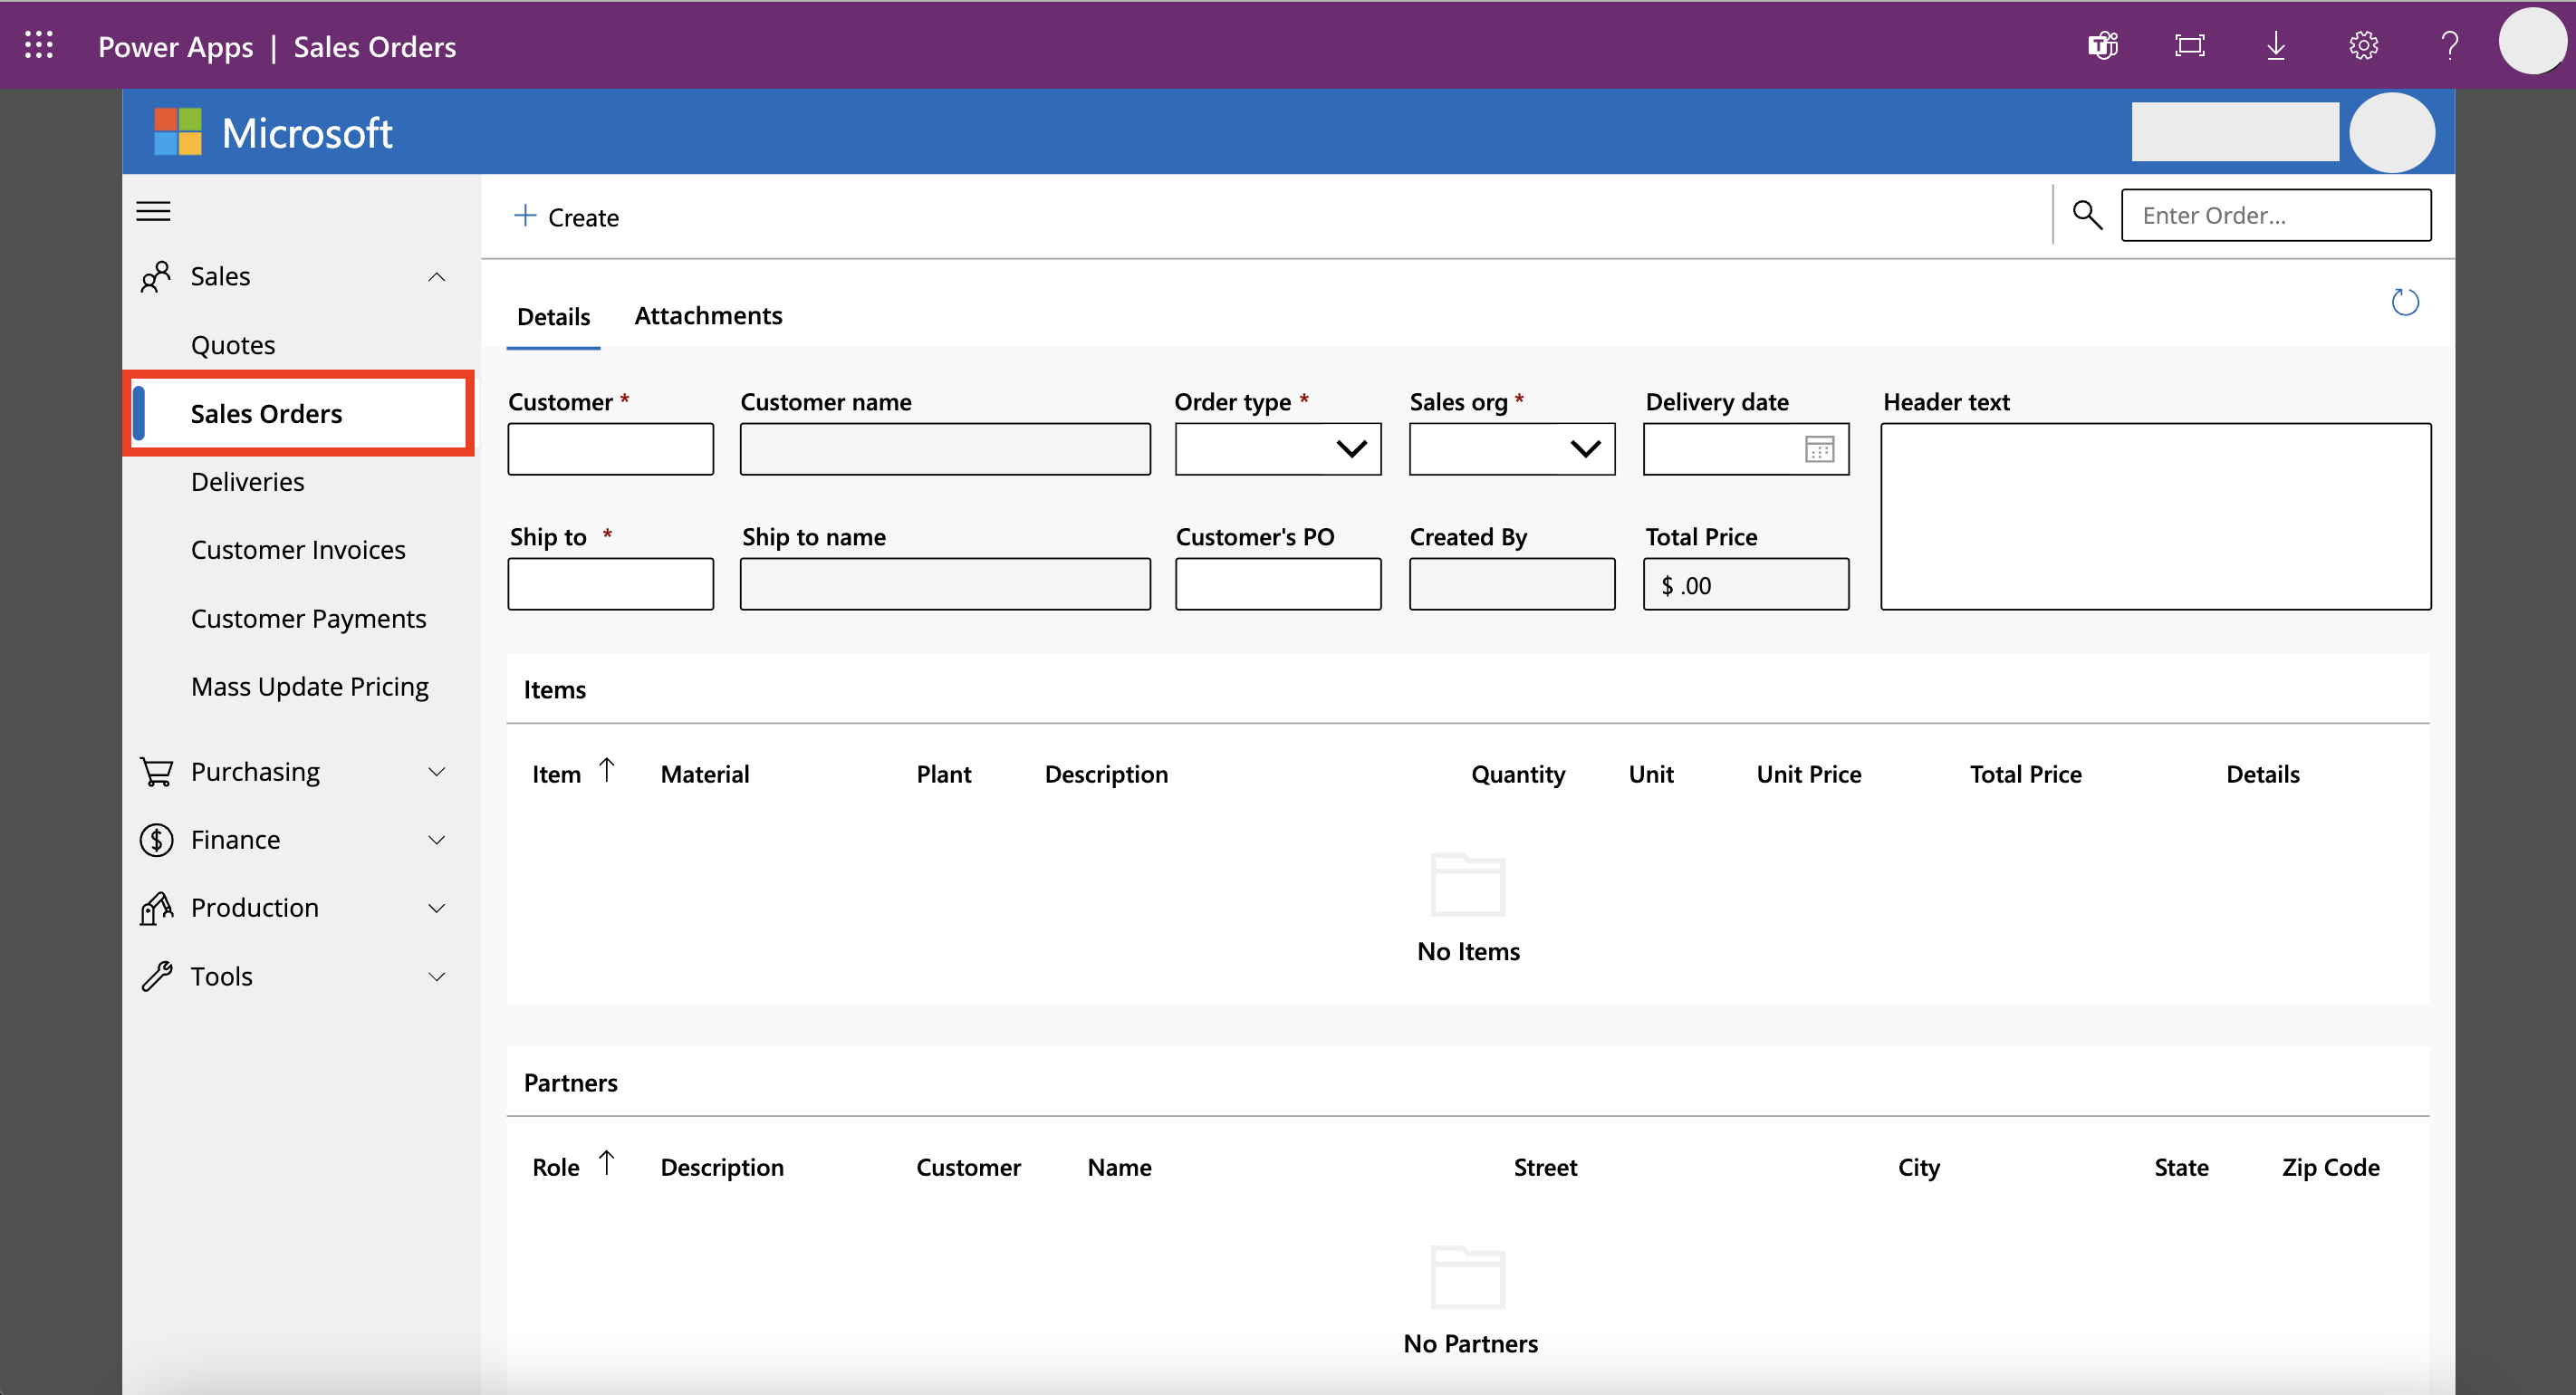 Power Apps | Sales Orders
Microsoft
Create
Enter Order...
Sales
Quotes
Sales Orders
Deliveries
Customer Invoices
Customer Payments
Mass Update Pricing
Purchasing
Finance
Production
Tools
Details Attachments
Customer * Customer name Order type * Sales org * Delivery date Header text
Ship to * Ship to name Customer's PO Created By Total Price
$ .00
Items
Item Material Plant Description Quantity Unit Unit Price Total Price Details
No Items
Partners
Role Description Customer Name Street City State Zip Code
No Partners